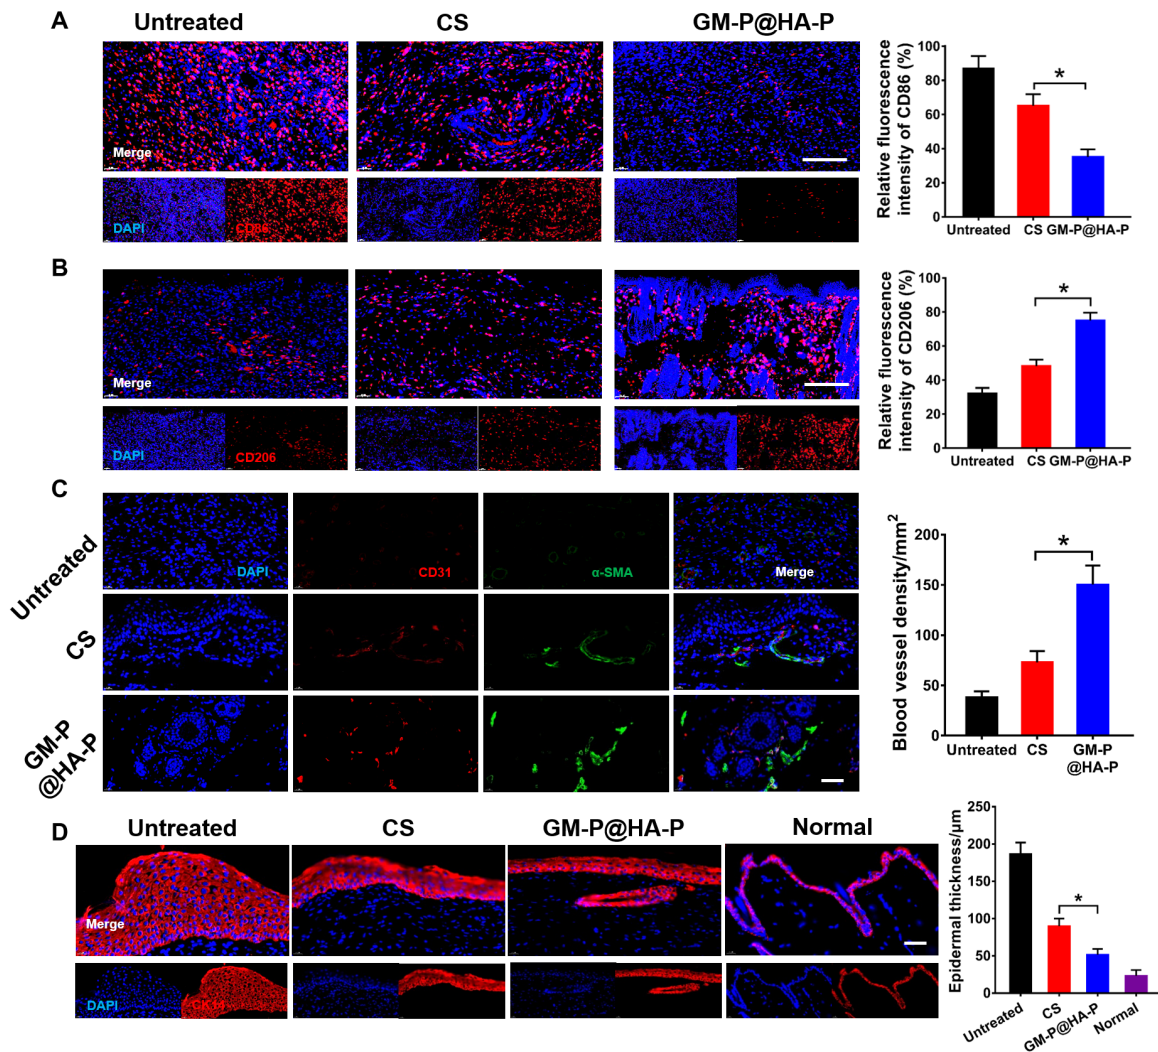 A
Untreated
CS
GM-P@HA-P
Merge
DAPI
CD86
Relative fluorescence
intensity of CD86 (%)
100
80
60
40
20
0
*
Untreated
CS
GM-P@HA-P
B
Merge
DAPI
CD206
Relative fluorescence
intensity of CD206 (%)
100
80
60
40
20
0
*
Untreated
CS
GM-P@HA-P
C
Untreated
CS
GM-P
@HA-P
DAPI
CD31
α-SMA
Merge
Blood vessel density/mm²
200
150
100
50
0
*
Untreated
CS
GM-P
@HA-P
D
Untreated
CS
GM-P@HA-P
Normal
Merge
DAPI
CK14
Epidermal thickness/μm
250
200
150
100
50
0
*
Untreated
CS
GM-P@HA-P
Normal